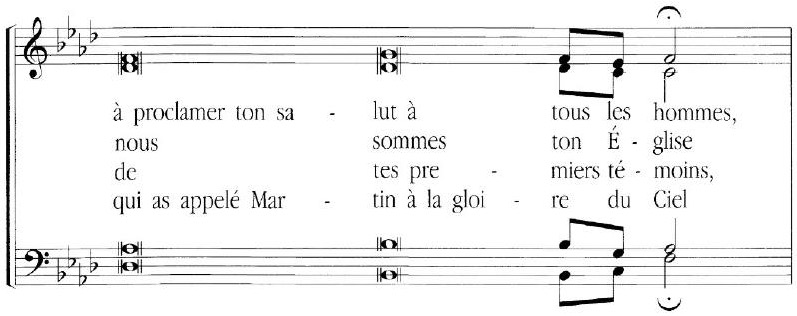 à proclamer ton sa - lut à tous les hommes,
nous sommes ton É - glise
de tes pre - miers té - moins,
qui as appelé Mar - tin à la gloi - re du Ciel